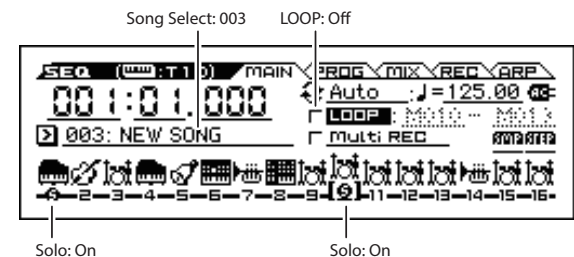 Song Select: 003 LOOP: Off
SEQ (:T10) MAIN PROG MIX REC ARP
001:01.000 Auto :♩=125.00
LOOP : M010 -- M013
003: NEW SONG Multi REC
2 3 4 5 6 7 8 9 11 12 13 14 15 16
Solo: On Solo: On